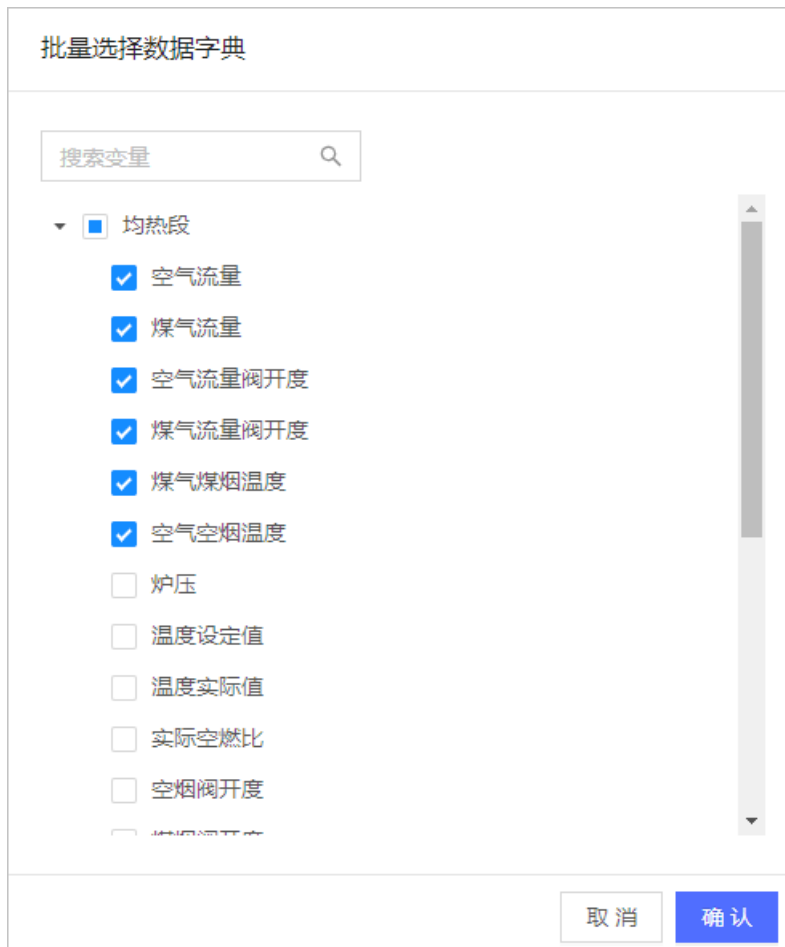 批量选择数据字典
搜索变量
均热段
空气流量
煤气流量
空气流量阀开度
煤气流量阀开度
煤气煤烟温度
空气空烟温度
炉压
温度设定值
温度实际值
实际空燃比
空烟阀开度
取消 确认